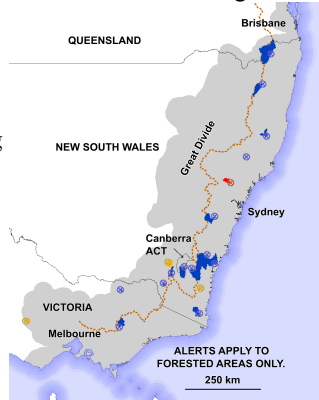 Brisbane
QUEENSLAND
Great Divide
NEW SOUTH WALES
Sydney
Canberra
ACT
VICTORIA
Melbourne
ALERTS APPLY TO
FORESTED AREAS ONLY.
250 km